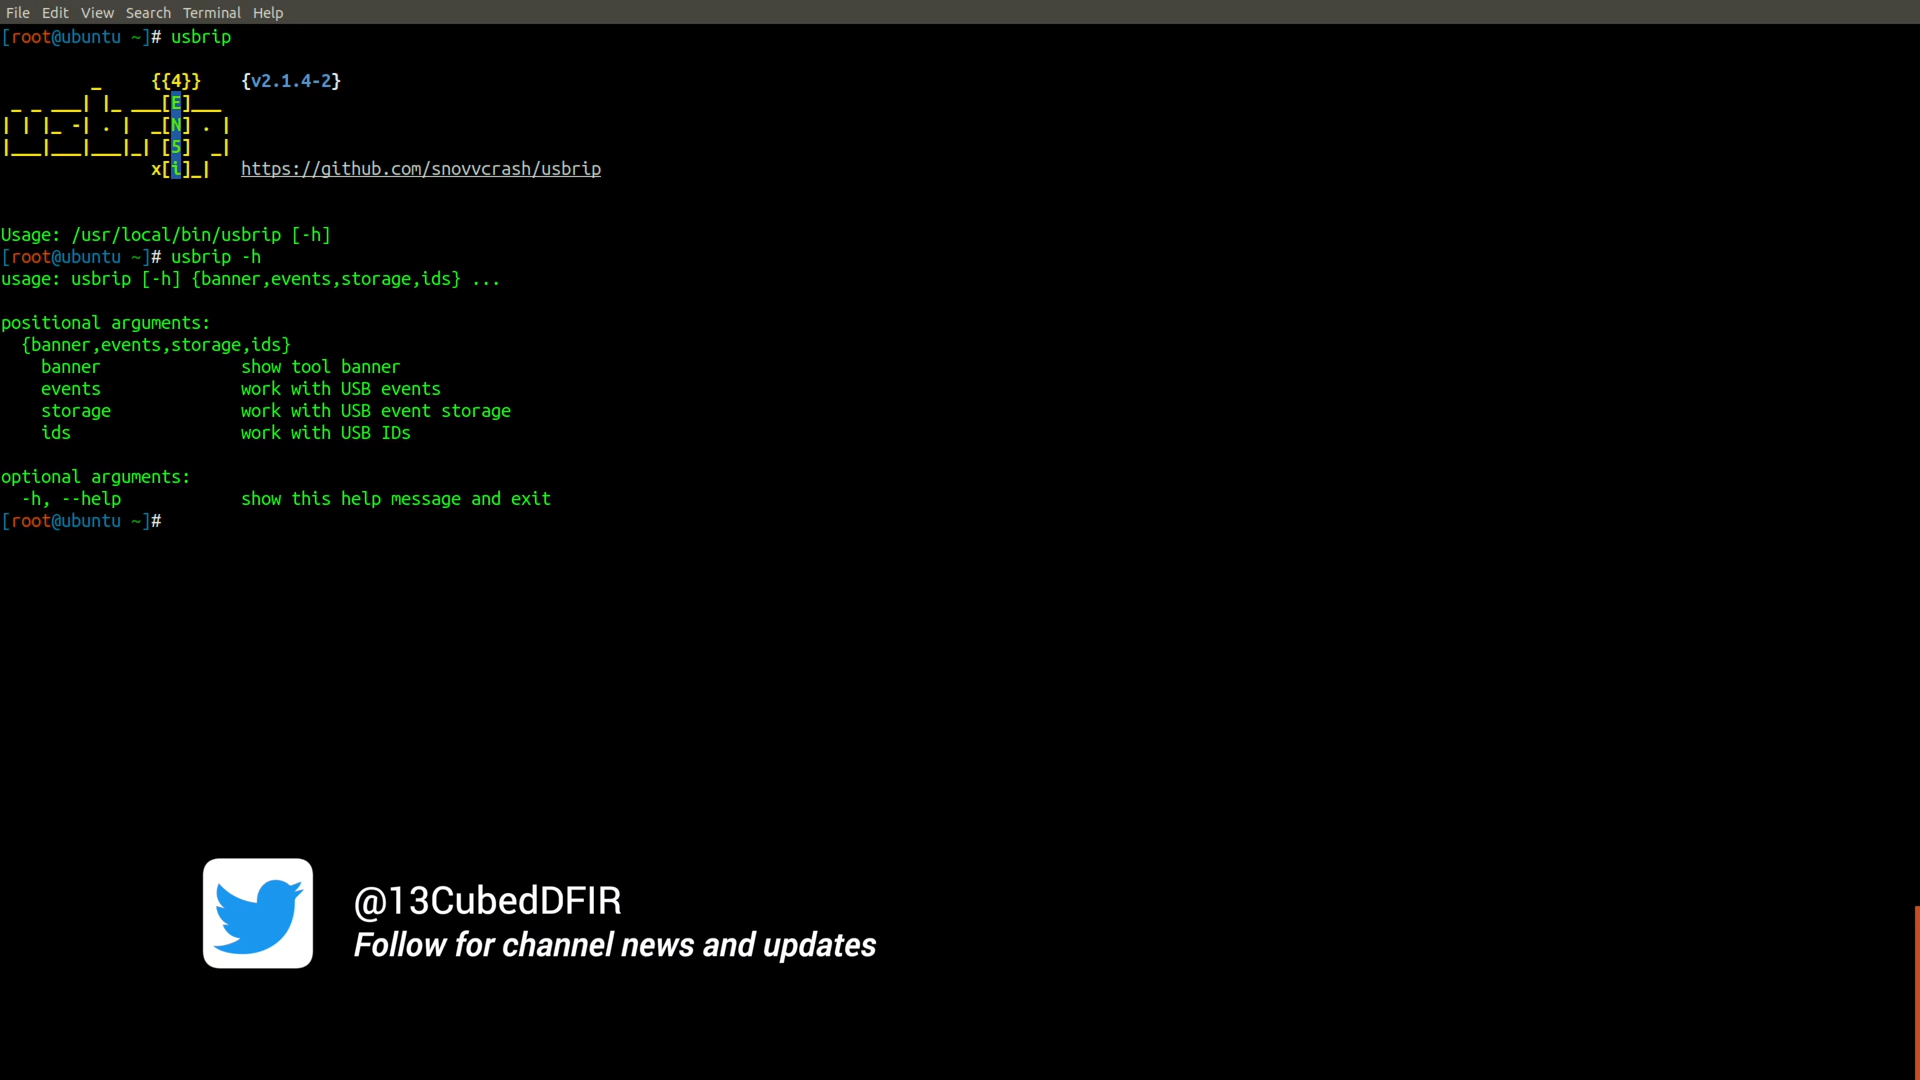 File Edit View Search Terminal Help
[root@ubuntu ~]# usbrip
         _     {{4}}    {v2.1.4-2}
 _ _ ___| |_ ___[E]___
| | |_ -| . |  _[N] . |
|___|___|___|_| [5]  _|
               x[i]_|   https://github.com/snovvcrash/usbrip
Usage: /usr/local/bin/usbrip [-h]
[root@ubuntu ~]# usbrip -h
usage: usbrip [-h] {banner,events,storage,ids} ...
positional arguments:
  {banner,events,storage,ids}
    banner              show tool banner
    events              work with USB events
    storage             work with USB event storage
    ids                 work with USB IDs
optional arguments:
  -h, --help            show this help message and exit
[root@ubuntu ~]#
@13CubedDFIR
Follow for channel news and updates